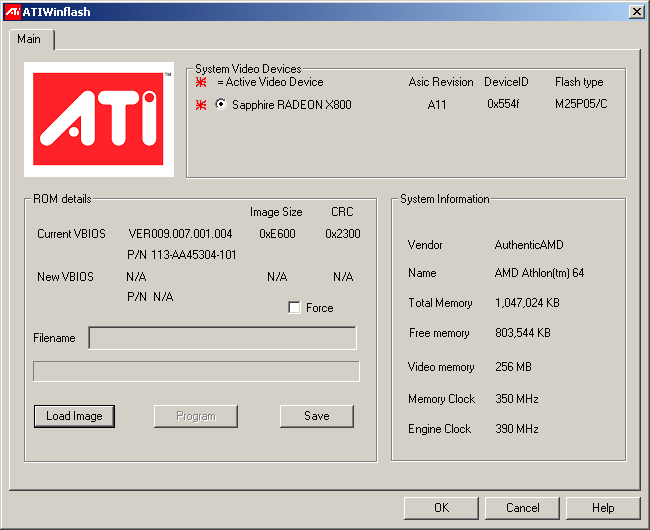 ATi ATIWinflash
Main
ATi ™
System Video Devices
= Active Video Device Asic Revision DeviceID Flash type
Sapphire RADEON X800 A11 0x554f M25P05/C
ROM details
Image Size CRC
Current VBIOS VER009.007.001.004 0xE600 0x2300
P/N 113-AA45304-101
New VBIOS N/A N/A N/A
P/N N/A
Force
Filename
Load Image Program Save
System Information
Vendor AuthenticAMD
Name AMD Athlon(tm) 64
Total Memory 1,047,024 KB
Free memory 803,544 KB
Video memory 256 MB
Memory Clock 350 MHz
Engine Clock 390 MHz
OK Cancel Help